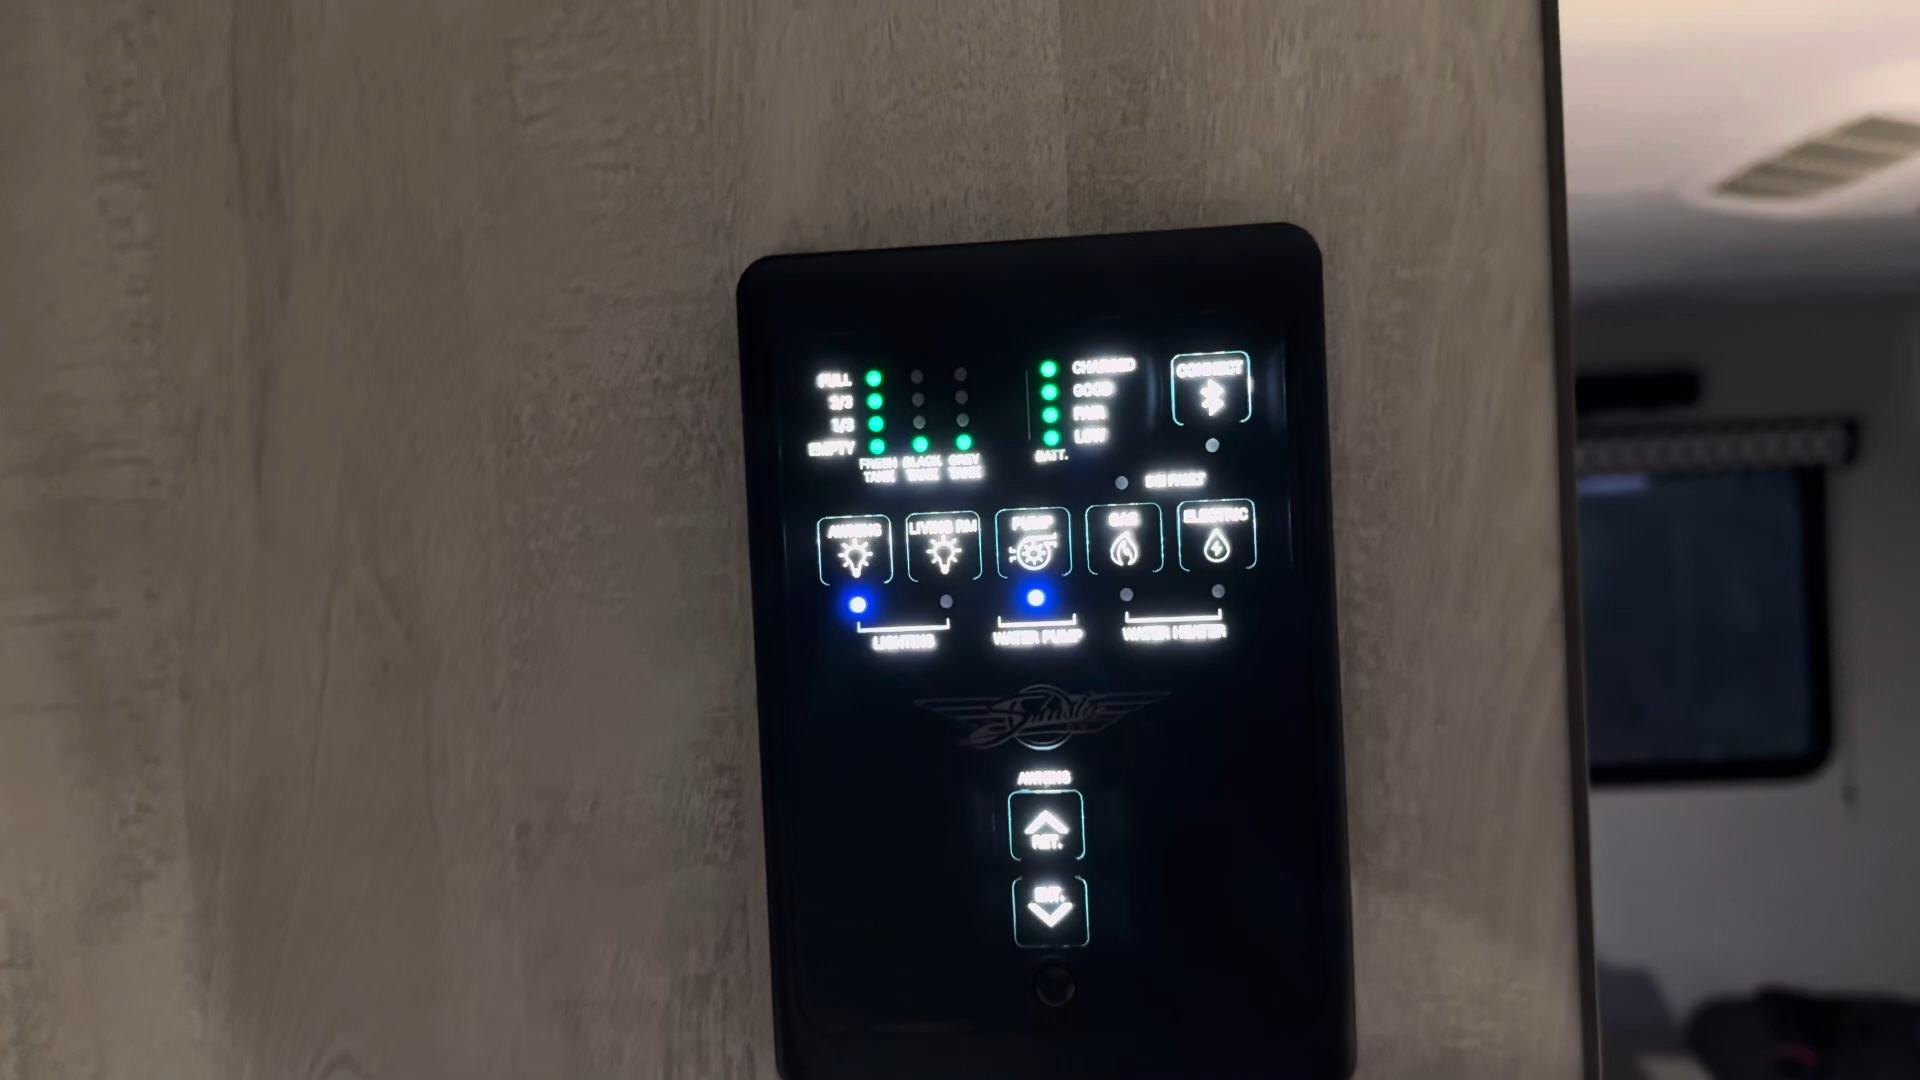 FULL
2/3
1/3
EMPTY
FRESH TANK
BLACK TANK
GREY TANK
CHARGED
GOOD
FAIR
LOW
BATT.
CONNECT
DSI FAULT
AWNING
LIVING RM
PUMP
GAS
ELECTRIC
LIGHTING
WATER PUMP
WATER HEATER
AWNING
RET.
EXT.